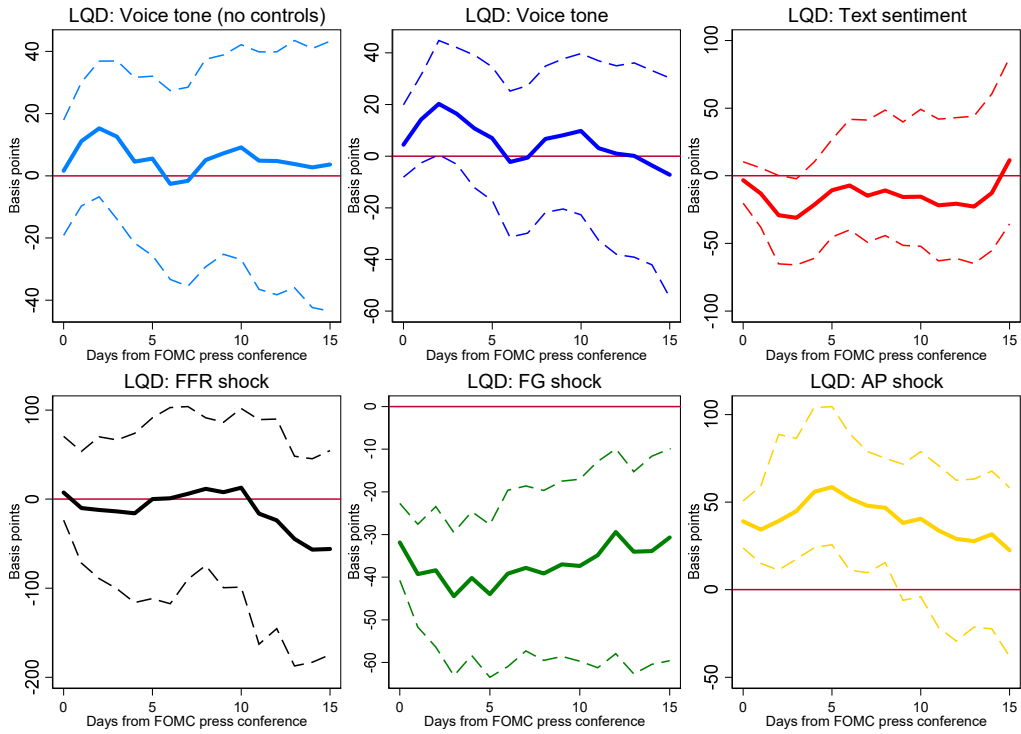 LQD: Voice tone (no controls)
Basis points
40
20
0
-20
-40
0 5 10 15
Days from FOMC press conference
LQD: Voice tone
Basis points
40
20
0
-20
-40
-60
0 5 10 15
Days from FOMC press conference
LQD: Text sentiment
Basis points
100
50
0
-50
-100
0 5 10 15
Days from FOMC press conference
LQD: FFR shock
Basis points
100
0
-100
-200
0 5 10 15
Days from FOMC press conference
LQD: FG shock
Basis points
0
-10
-20
-30
-40
-50
-60
0 5 10 15
Days from FOMC press conference
LQD: AP shock
Basis points
100
50
0
-50
0 5 10 15
Days from FOMC press conference